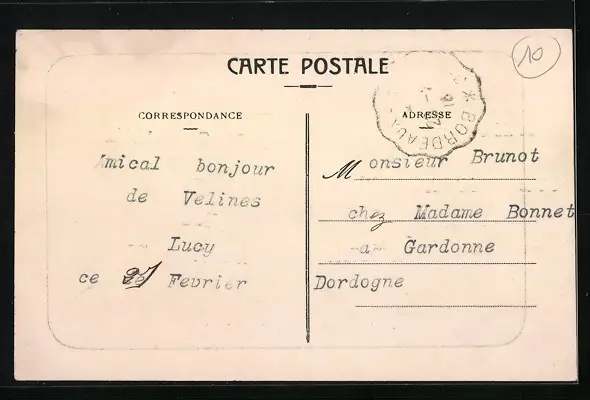 10
CARTE POSTALE
BORDEAUX
CORRESPONDANCE
ADRESSE
Amical bonjour
de Velines
Lucy
ce Fevrier
Monsieur Brunot
chez Madame Bonnet
a Gardonne
Dordogne